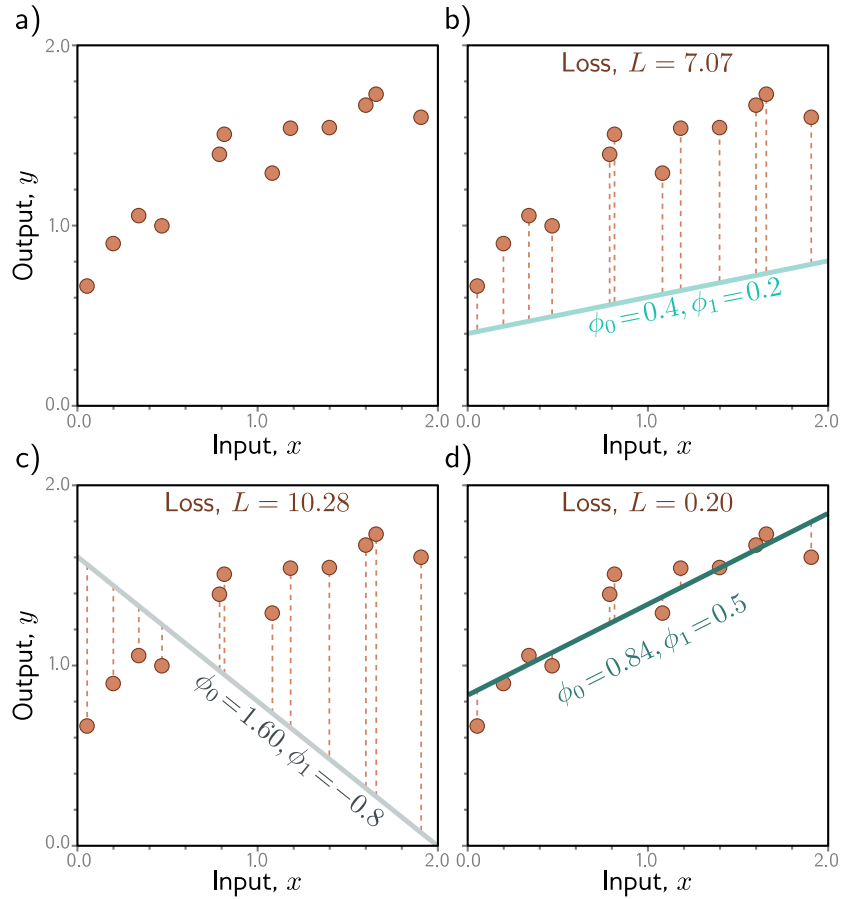 a)
2.0
1.0
0.0
Output, y
0.0 1.0 2.0
Input, x
b)
Loss, L = 7.07
ϕ₀=0.4, ϕ₁=0.2
0.0 1.0 2.0
Input, x
c)
2.0
1.0
0.0
Output, y
Loss, L = 10.28
ϕ₀=1.60, ϕ₁=−0.8
0.0 1.0 2.0
Input, x
d)
Loss, L = 0.20
ϕ₀=0.84, ϕ₁=0.5
0.0 1.0 2.0
Input, x